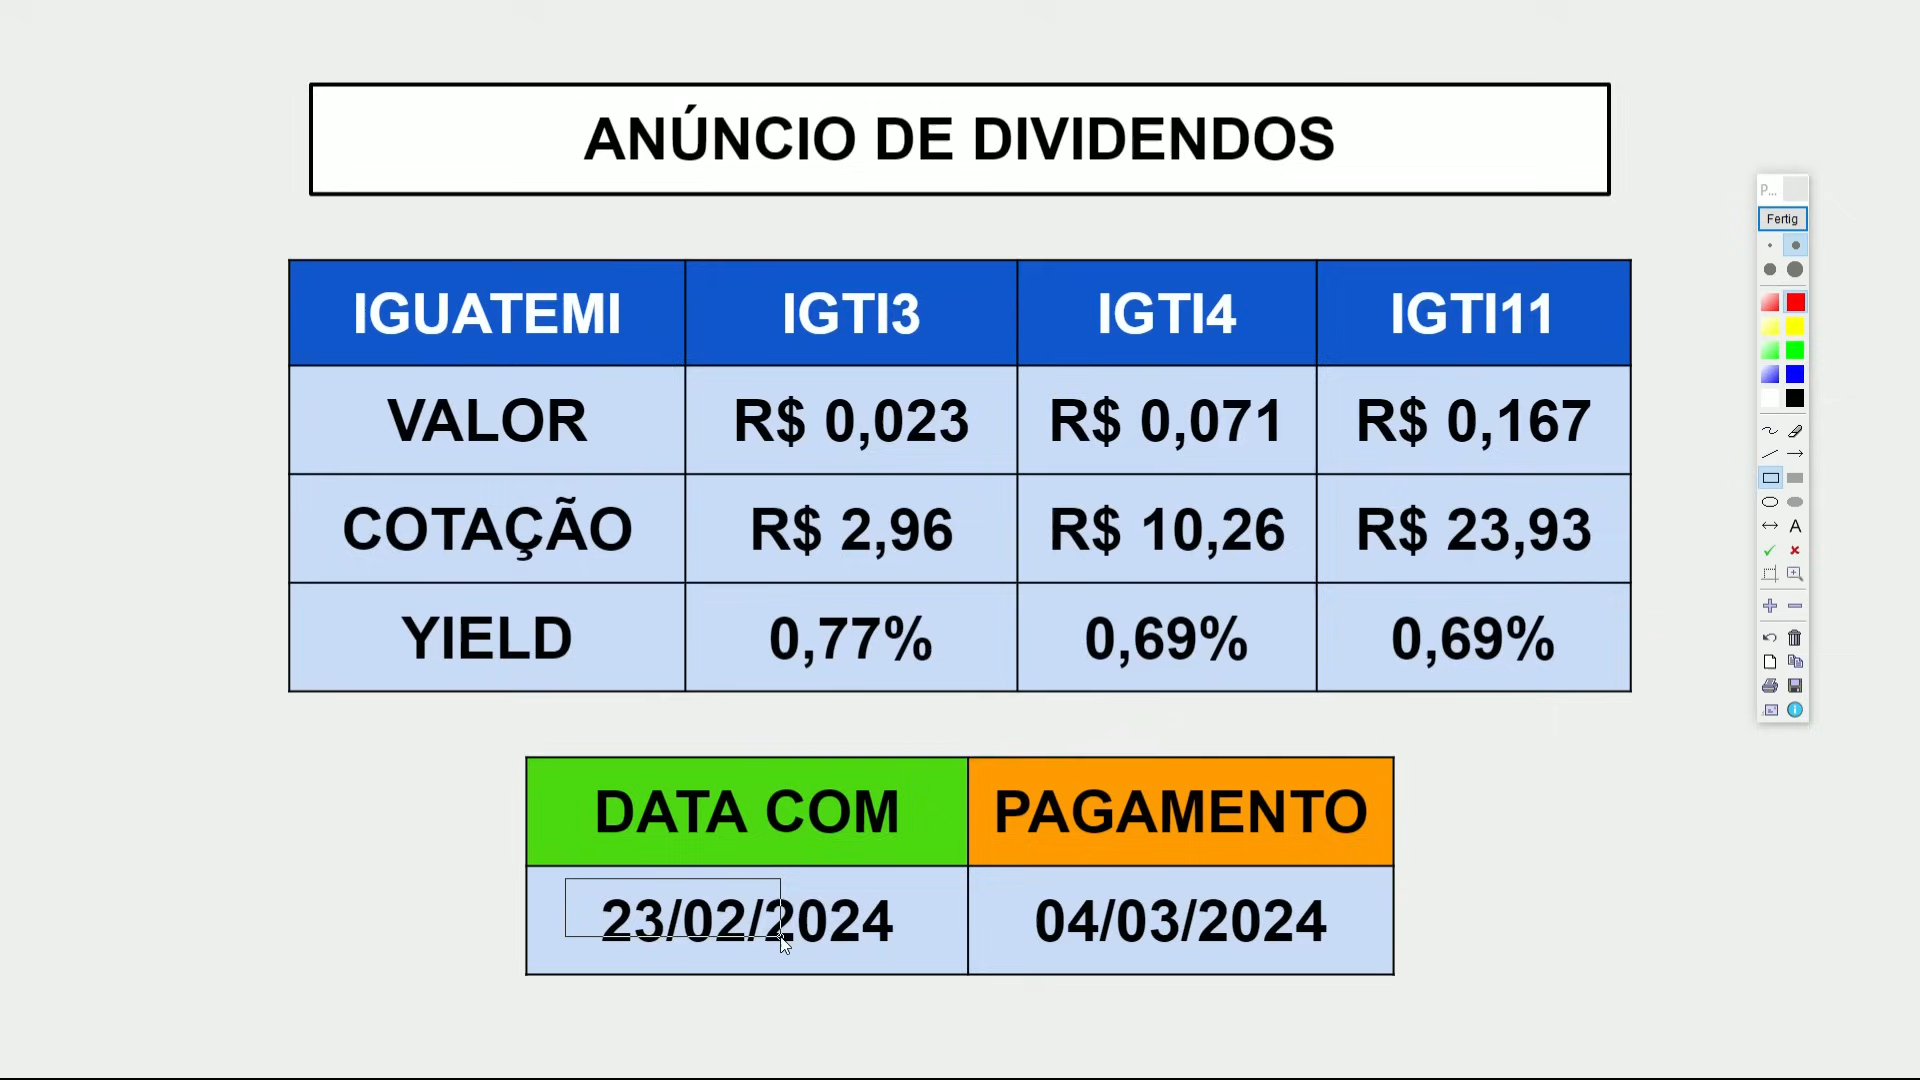 ANÚNCIO DE DIVIDENDOS
IGUATEMI IGTI3 IGTI4 IGTI11
VALOR R$ 0,023 R$ 0,071 R$ 0,167
COTAÇÃO R$ 2,96 R$ 10,26 R$ 23,93
YIELD 0,77% 0,69% 0,69%
DATA COM PAGAMENTO
23/02/2024 04/03/2024
P...
Fertig
A